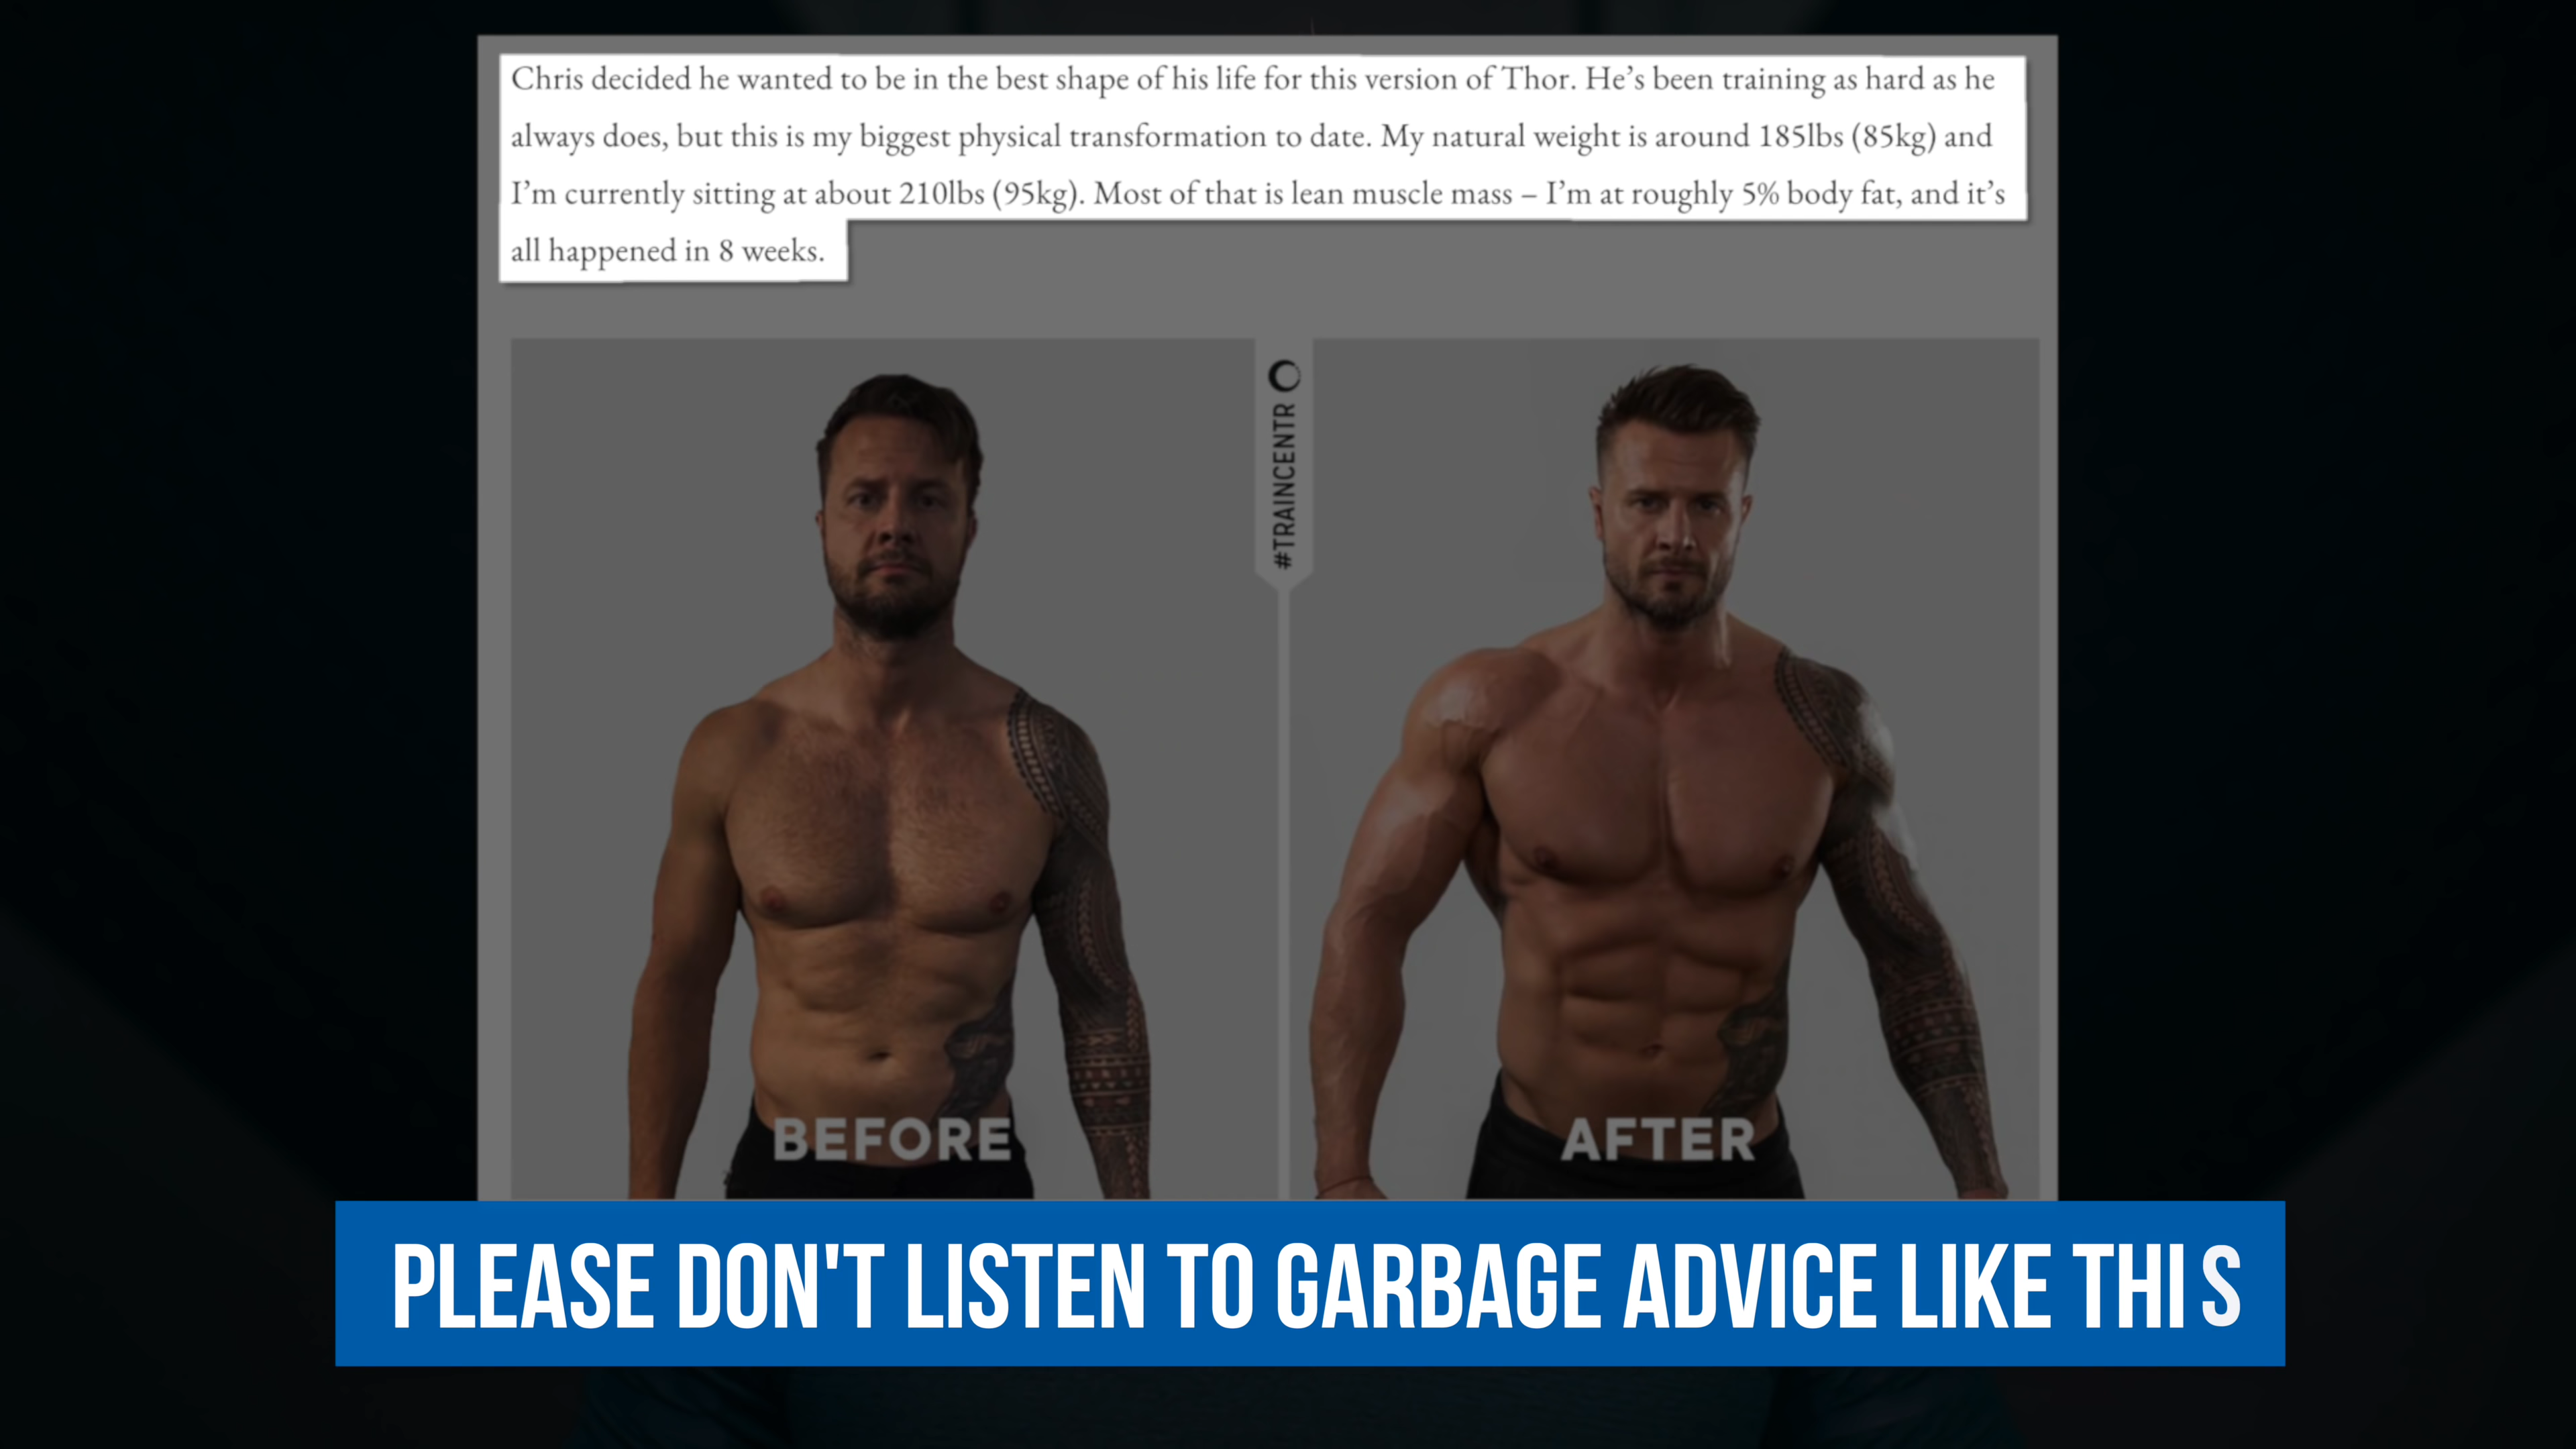 Chris decided he wanted to be in the best shape of his life for this version of Thor. He’s been training as hard as he
always does, but this is my biggest physical transformation to date. My natural weight is around 185lbs (85kg) and
I’m currently sitting at about 210lbs (95kg). Most of that is lean muscle mass – I’m at roughly 5% body fat, and it’s
all happened in 8 weeks.
#TRAINCENTR
BEFORE
AFTER
PLEASE DON'T LISTEN TO GARBAGE ADVICE LIKE THIS